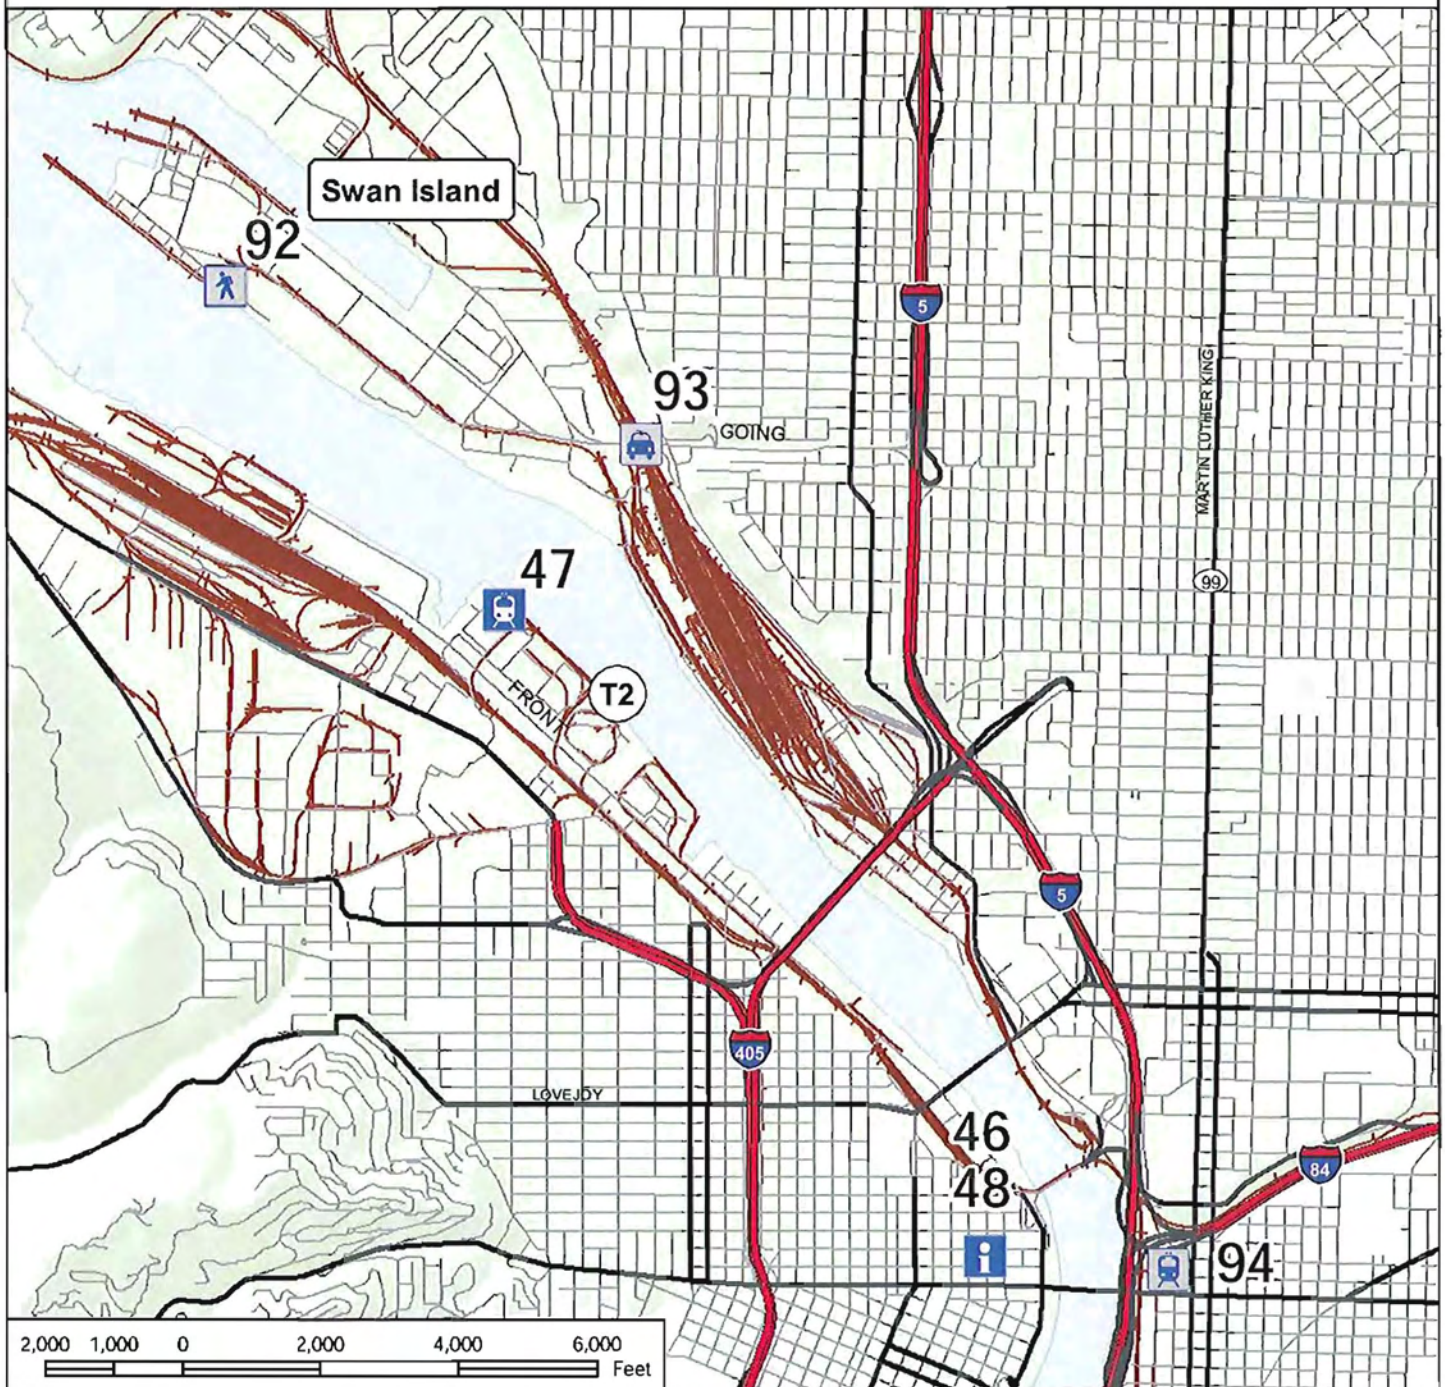 Swan Island
92
5
93
GOING
MARTIN LUTHER KING
47
99
T2
FRONT
5
405
LOVEJOY
46
84
48
94
2,000 1,000 0 2,000 4,000 6,000
Feet